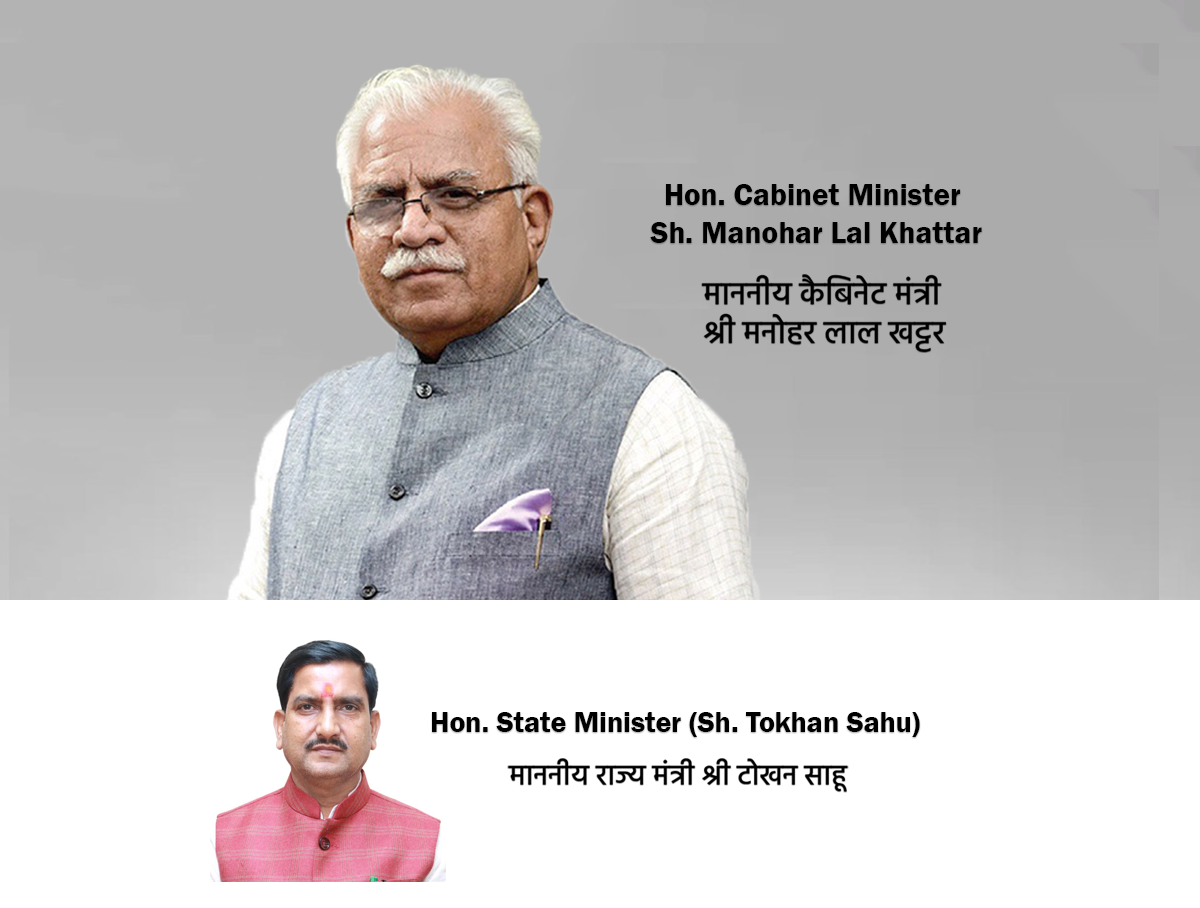 Hon. Cabinet Minister
Sh. Manohar Lal Khattar
माननीय कैबिनेट मंत्री
श्री मनोहर लाल खट्टर
Hon. State Minister (Sh. Tokhan Sahu)
माननीय राज्य मंत्री श्री टोखन साहू